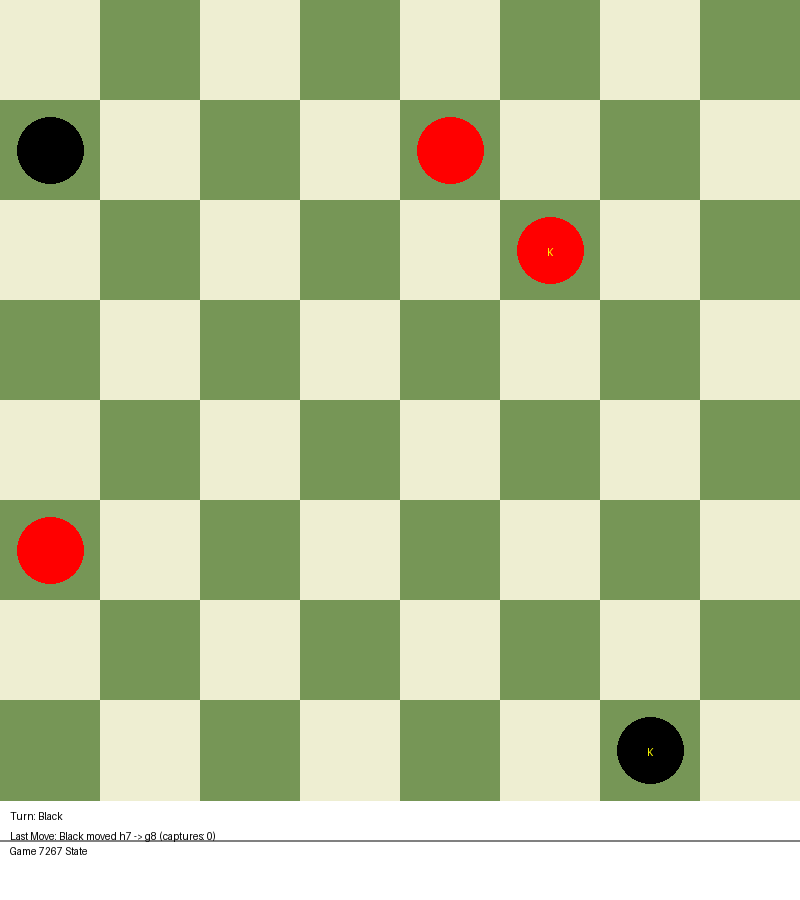 K
K
Turn: Black
Last Move: Black moved h7 -> g8 (captures: 0)
Game 7267 State